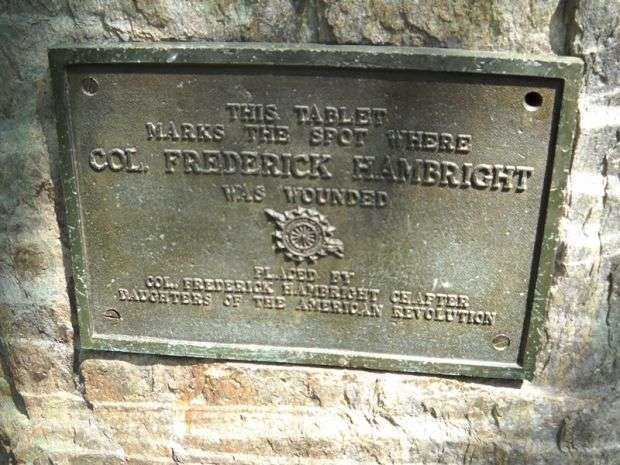 THIS TABLET
MARKS THE SPOT WHERE
COL. FREDERICK HAMBRIGHT
WAS WOUNDED
PLACED BY
COL. FREDERICK HAMBRIGHT CHAPTER
DAUGHTERS OF THE AMERICAN REVOLUTION